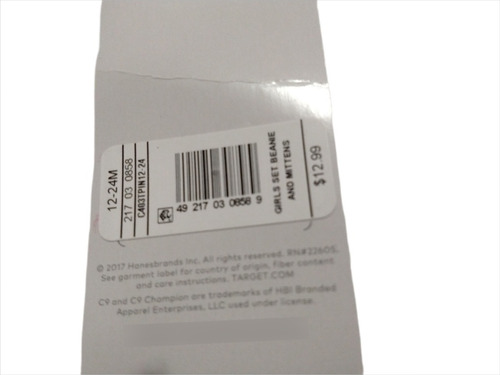 12-24M
217 03 0858
C403TPIN12-24
49 217 03 0858 9
GIRLS SET BEANIE
AND MITTENS
$12.99
© 2017 Hanesbrands Inc. All rights reserved. RN#22605.
See garment label for country of origin, fiber content
and care instructions. TARGET.COM
C9 and C9 Champion are trademarks of HBI Branded
Apparel Enterprises, LLC used under license.